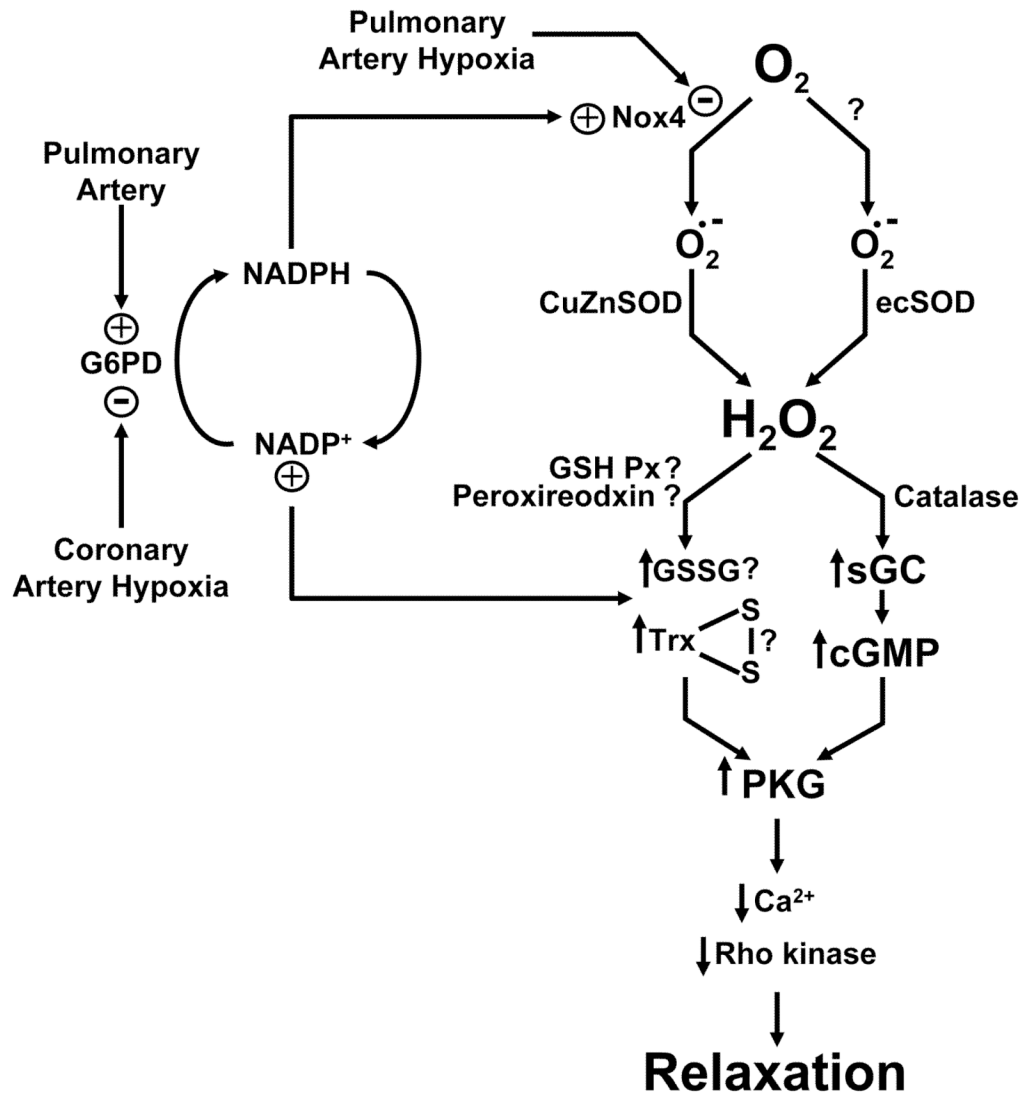 Pulmonary
Artery Hypoxia
O2
?
⊕ Nox4 ⊖
Pulmonary
Artery
O2•-
O2•-
NADPH
CuZnSOD
ecSOD
⊕
G6PD
⊖
H2O2
NADP+
⊕
GSH Px ?
Peroxireodxin ?
Catalase
Coronary
Artery Hypoxia
↑GSSG?
↑sGC
↑Trx
S
S
?
↑cGMP
↑PKG
↓Ca2+
↓Rho kinase
Relaxation